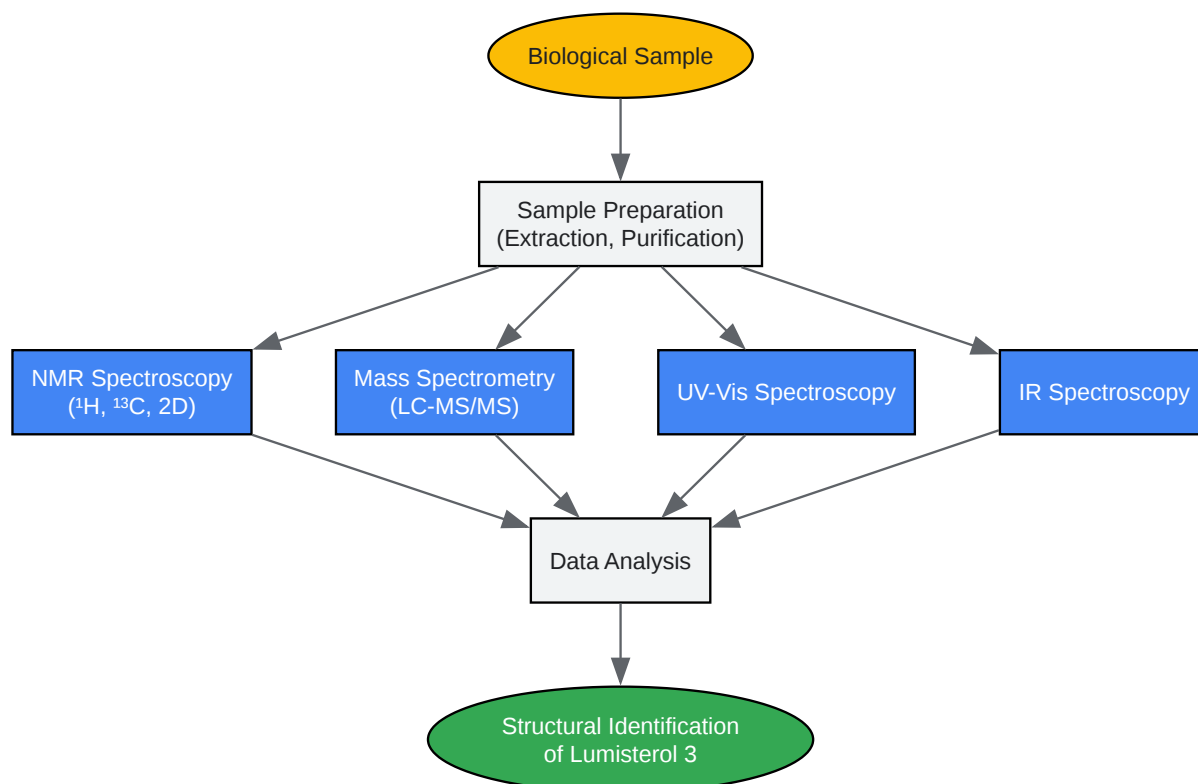 Biological Sample
Sample Preparation
(Extraction, Purification)
NMR Spectroscopy
(¹H, ¹³C, 2D)
Mass Spectrometry
(LC-MS/MS)
UV-Vis Spectroscopy
IR Spectroscopy
Data Analysis
Structural Identification
of Lumisterol 3